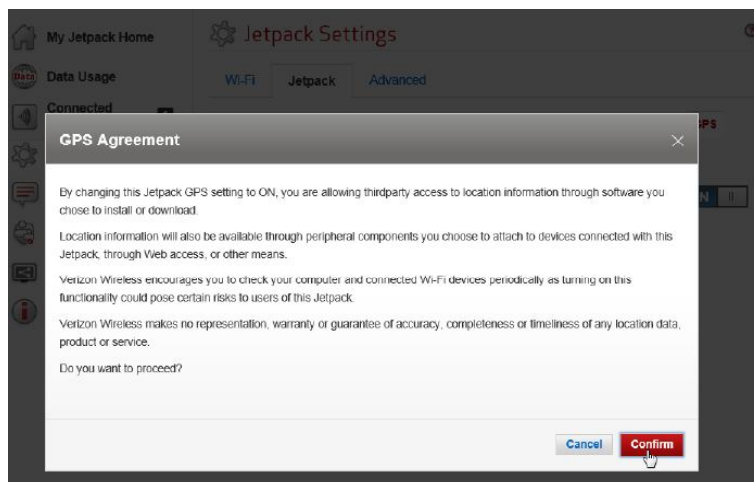 My Jetpack Home
Jetpack Settings
Data
Data Usage
Wi-Fi
Jetpack
Advanced
Connected
GPS
GPS Agreement
By changing this Jetpack GPS setting to ON, you are allowing thirdparty access to location information through software you
chose to install or download.
Location information will also be available through peripheral components you choose to attach to devices connected with this
Jetpack, through Web access, or other means.
Verizon Wireless encourages you to check your computer and connected Wi-Fi devices periodically as turning on this
functionality could pose certain risks to users of this Jetpack.
Verizon Wireless makes no representation, warranty or guarantee of accuracy, completeness or timeliness of any location data,
product or service.
Do you want to proceed?
Cancel
Confirm